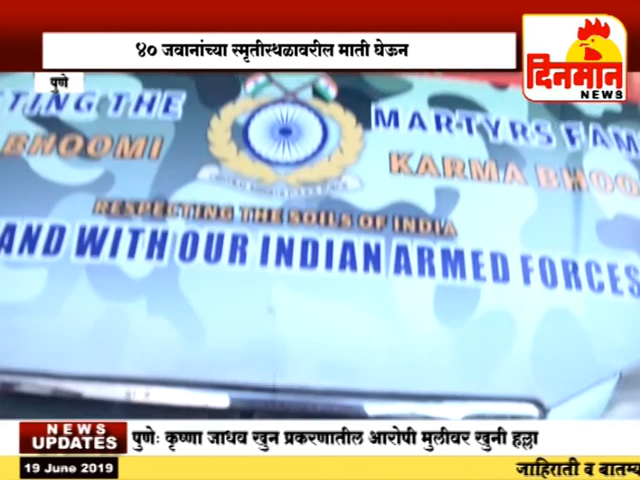 ४० जवानांच्या स्मृतीस्थळावरील माती घेऊन
दिनमान
NEWS
पुणे
TING THE
MARTYRS FAM
BHOOMI
KARMA BHOO
RESPECTING THE SOILS OF INDIA
AND WITH OUR INDIAN ARMED FORCES
NEWS
UPDATES
पुणेः कृष्णा जाधव खुन प्रकरणातील आरोपी मुलीवर खुनी हल्ला
19 June 2019
जाहिराती व बातम्य